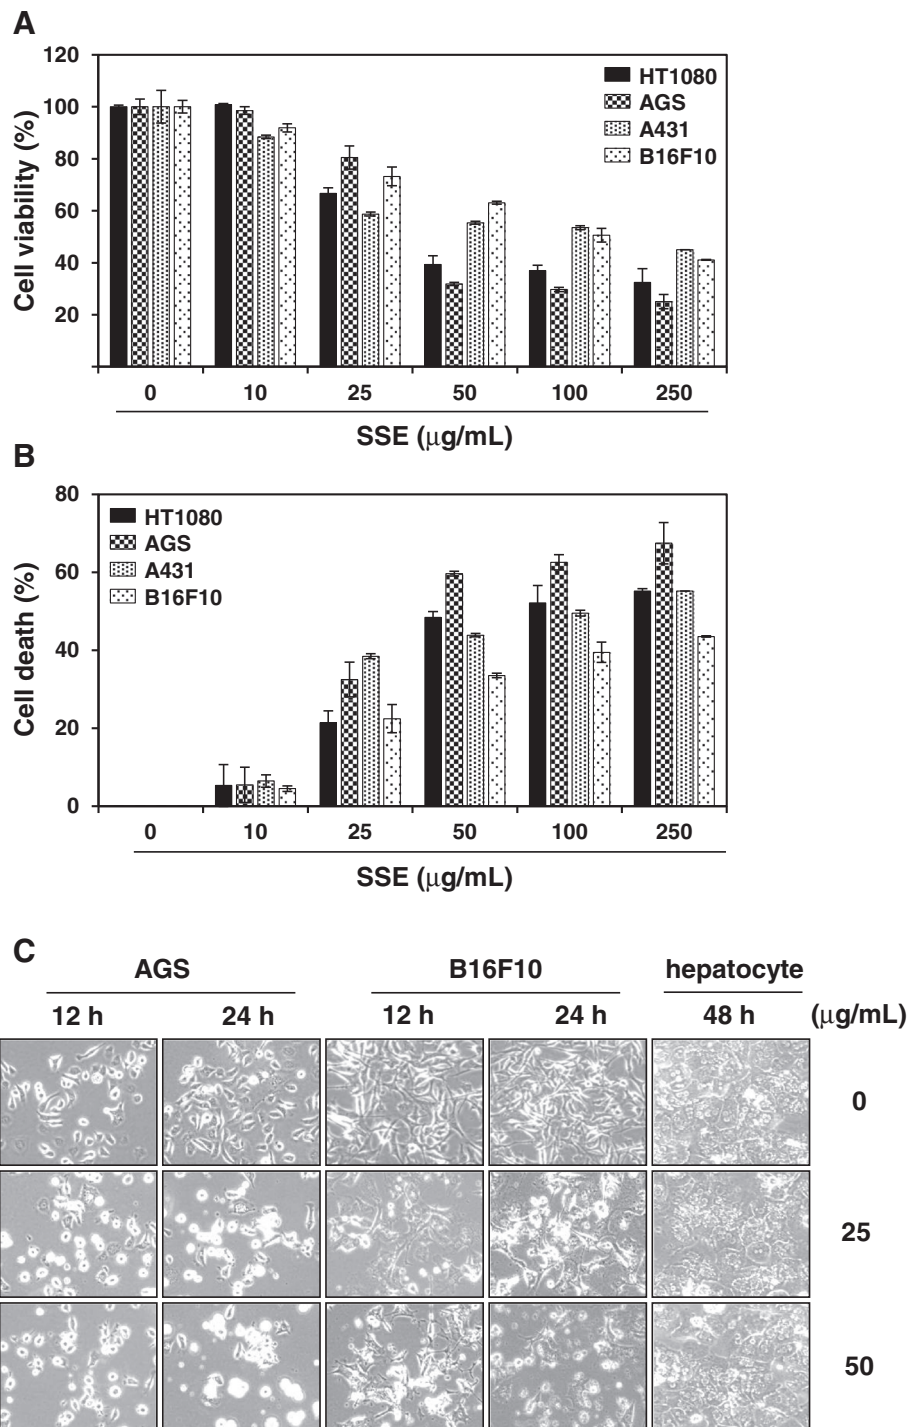 A
120
100
80
60
40
20
Cell viability (%)
HT1080
AGS
A431
B16F10
0 10 25 50 100 250
SSE (μg/mL)
B
80
60
40
20
0
Cell death (%)
HT1080
AGS
A431
B16F10
0 10 25 50 100 250
SSE (μg/mL)
C
AGS B16F10 hepatocyte
12 h 24 h 12 h 24 h 48 h (μg/mL)
0
25
50